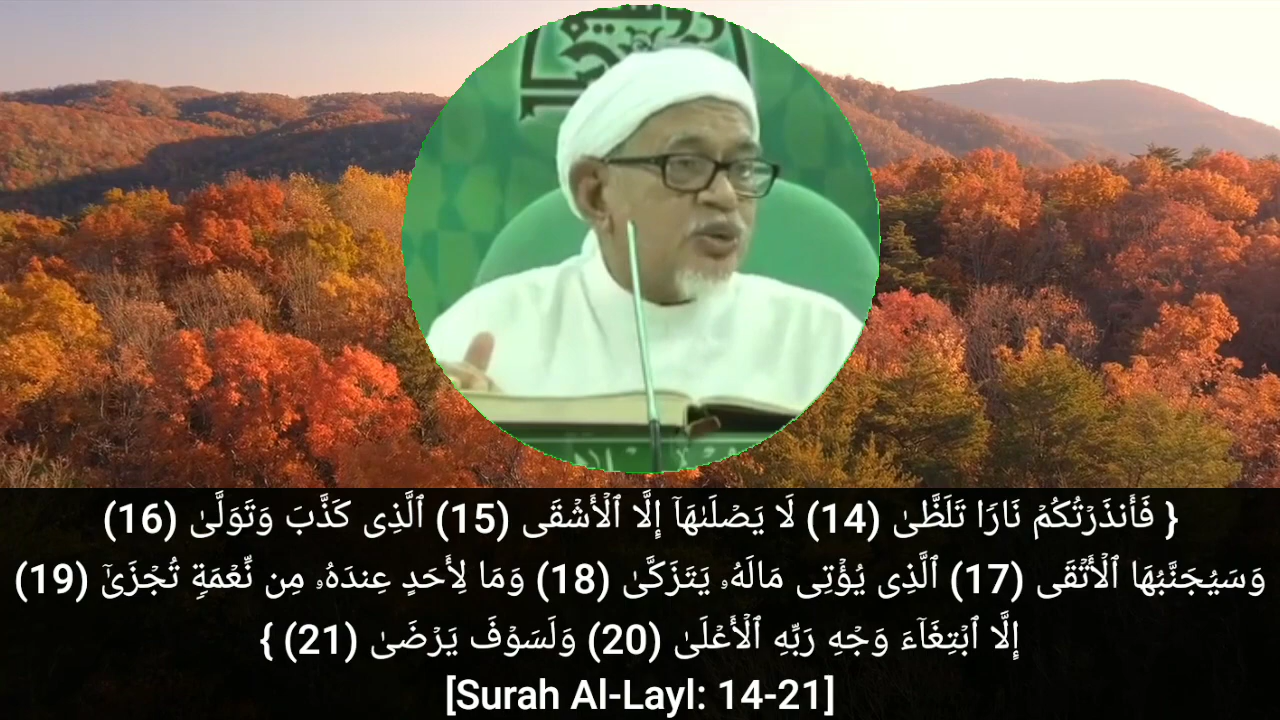 { فَأَنذَرْتُكُمْ نَارًا تَلَظَّىٰ (14) لَا يَصْلَىٰهَآ إِلَّا ٱلْأَشْقَى (15) ٱلَّذِى كَذَّبَ وَتَوَلَّىٰ (16)
وَسَيُجَنَّبُهَا ٱلْأَتْقَى (17) ٱلَّذِى يُؤْتِى مَالَهُۥ يَتَزَكَّىٰ (18) وَمَا لِأَحَدٍ عِندَهُۥ مِن نِّعْمَةٍ تُجْزَىٰٓ (19)
إِلَّا ٱبْتِغَآءَ وَجْهِ رَبِّهِ ٱلْأَعْلَىٰ (20) وَلَسَوْفَ يَرْضَىٰ (21) }
[Surah Al-Layl: 14-21]